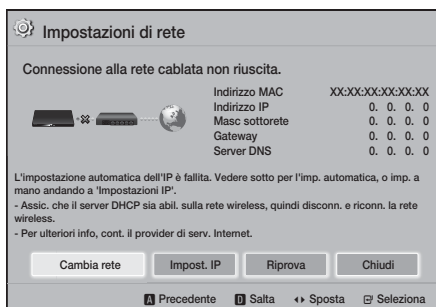 Impostazioni di rete
Connessione alla rete cablata non riuscita.
Indirizzo MAC XX:XX:XX:XX:XX:XX
Indirizzo IP 0. 0. 0. 0
Masc sottorete 0. 0. 0. 0
Gateway 0. 0. 0. 0
Server DNS 0. 0. 0. 0
L'impostazione automatica dell'IP è fallita. Vedere sotto per l'imp. automatica, o imp. a
mano andando a 'Impostazioni IP'.
- Assic. che il server DHCP sia abil. sulla rete wireless, quindi disconn. e riconn. la rete
wireless.
- Per ulteriori info, cont. il provider di serv. Internet.
Cambia rete Impost. IP Riprova Chiudi
A Precedente D Salta Sposta Seleziona